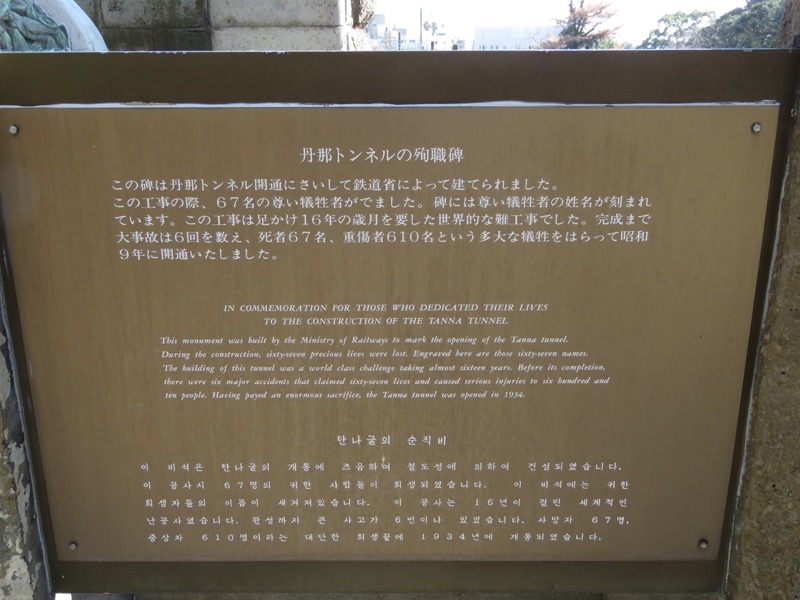 丹那トンネルの殉職碑
この碑は丹那トンネル開通にさいして鉄道省によって建てられました。
この工事の際、67名の尊い犠牲者がでました。碑には尊い犠牲者の姓名が刻まれ
ています。この工事は足かけ16年の歳月を要した世界的な難工事でした。完成まで
大事故は6回を数え、死者67名、重傷者610名という多大な犠牲をはらって昭和
9年に開通いたしました。
IN COMMEMORATION FOR THOSE WHO DEDICATED THEIR LIVES
TO THE CONSTRUCTION OF THE TANNA TUNNEL
This monument was built by the Ministry of Railways to mark the opening of the Tanna tunnel.
During the construction, sixty-seven precious lives were lost. Engraved here are those sixty-seven names.
The building of this tunnel was a world class challenge taking almost sixteen years. Before its completion,
there were six major accidents that claimed sixty-seven lives and caused serious injuries to six hundred and
ten people. Having payed an enormous sacrifice, the Tanna tunnel was opened in 1934.
탄나굴의 순직비
이 비석은 탄나굴의 개통에 즈음하여 철도성에 의하여 건설되였습니다.
이 공사시 67명의 귀한 사람들이 희생되였습니다. 이 비석에는 귀한
희생자들의 이름이 새겨져있습니다. 이 공사는 16년이 걸린 세계적인
난공사였습니다. 완성까지 큰 사고가 6번이나 있었습니다. 사망자 67명,
중상자 610명이라는 대단한 희생끝에 1934년에 개통되였습니다.